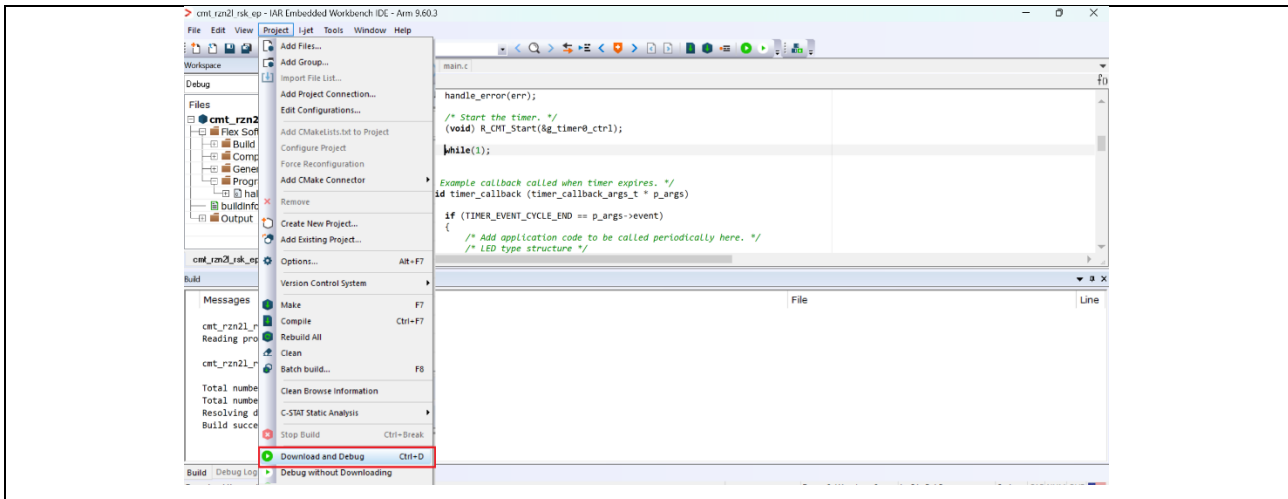 cmt_rzn2l_rsk_ep - IAR Embedded Workbench IDE - Arm 9.60.3
File Edit View Project I-jet Tools Window Help
Workspace
Debug
Files
cmt_rzn2
Flex Soft
Build
Comp
Gener
Progr
hal
buildinfo
Output
cmt_rzn2l_rsk_ep
Add Files...
Add Group...
Import File List...
Add Project Connection...
Edit Configurations...
Add CMakeLists.txt to Project
Configure Project
Force Reconfiguration
Add CMake Connector
Remove
Create New Project...
Add Existing Project...
Options... Alt+F7
Version Control System
Make F7
Compile Ctrl+F7
Rebuild All
Clean
Batch build... F8
Clean Browse Information
C-STAT Static Analysis
Stop Build Ctrl+Break
Download and Debug Ctrl+D
Debug without Downloading
main.c
f()
handle_error(err);
/* Start the timer. */
(void) R_CMT_Start(&g_timer0_ctrl);
while(1);
Example callback called when timer expires. */
id timer_callback (timer_callback_args_t * p_args)
if (TIMER_EVENT_CYCLE_END == p_args->event)
{
/* Add application code to be called periodically here. */
/* LED type structure */
Build
Messages File Line
cmt_rzn2l_r
Reading pro
cmt_rzn2l_r
Total numbe
Total numbe
Resolving d
Build succe
Build Debug Log